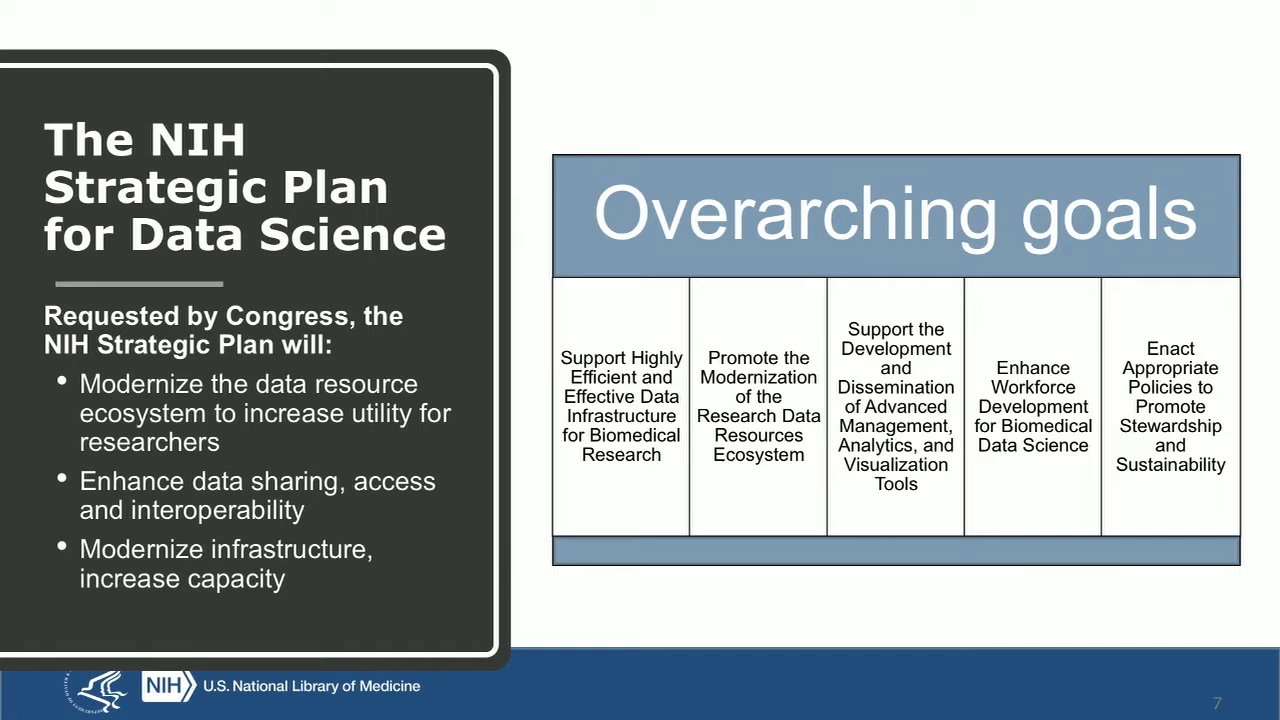 The NIH
Strategic Plan
for Data Science
Requested by Congress, the
NIH Strategic Plan will:
• Modernize the data resource
ecosystem to increase utility for
researchers
• Enhance data sharing, access
and interoperability
• Modernize infrastructure,
increase capacity
Overarching goals
Support Highly
Efficient and
Effective Data
Infrastructure
for Biomedical
Research
Promote the
Modernization
of the
Research Data
Resources
Ecosystem
Support the
Development
and
Dissemination
of Advanced
Management,
Analytics, and
Visualization
Tools
Enhance
Workforce
Development
for Biomedical
Data Science
Enact
Appropriate
Policies to
Promote
Stewardship
and
Sustainability
NIH U.S. National Library of Medicine
7